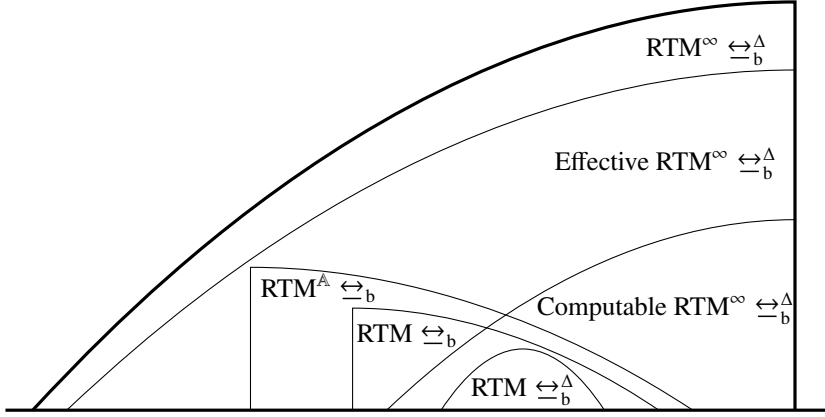 RTM^∞ ↔̲_b^Δ
Effective RTM^∞ ↔̲_b^Δ
RTM^𝔸 ↔̲_b
Computable RTM^∞ ↔̲_b^Δ
RTM ↔̲_b
RTM ↔̲_b^Δ